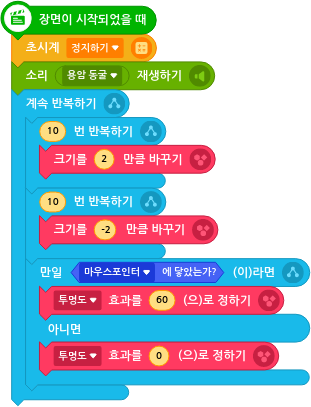 장면이 시작되었을 때
초시계 정지하기
소리 용암 동굴 재생하기
계속 반복하기
10 번 반복하기
크기를 2 만큼 바꾸기
10 번 반복하기
크기를 -2 만큼 바꾸기
만일 마우스포인터 에 닿았는가? (이)라면
투명도 효과를 60 (으)로 정하기
아니면
투명도 효과를 0 (으)로 정하기